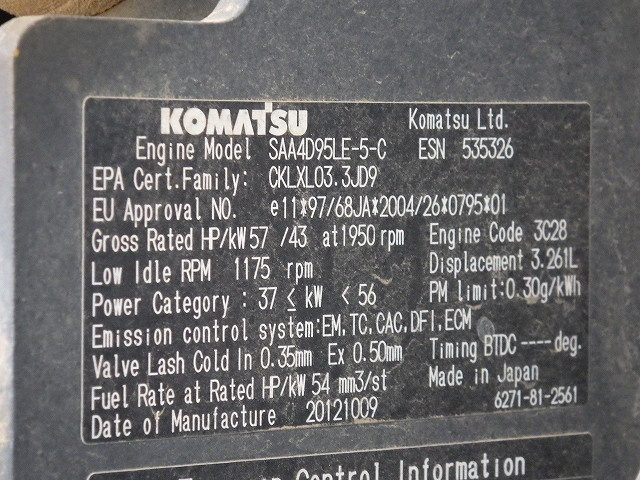 KOMATSU Komatsu Ltd.
Engine Model SAA4D95LE-5-C ESN 535326
EPA Cert.Family: CKLXL03.3JD9
EU Approval NO. e11*97/68JA*2004/26*0795*01
Gross Rated HP/kW 57 /43 at 1950 rpm Engine Code 3C28
Low Idle RPM 1175 rpm Displacement 3.261L
Power Category : 37 ≤ kW < 56 PM limit: 0.30g/kWh
Emission control system:EM,TC,CAC,DFI,ECM
Valve Lash Cold In 0.35mm Ex 0.50mm Timing BTDC ----deg.
Fuel Rate at Rated HP/kW 54 mm3/st Made in Japan
Date of Manufacture 20121009 6271-81-2561
Control Information